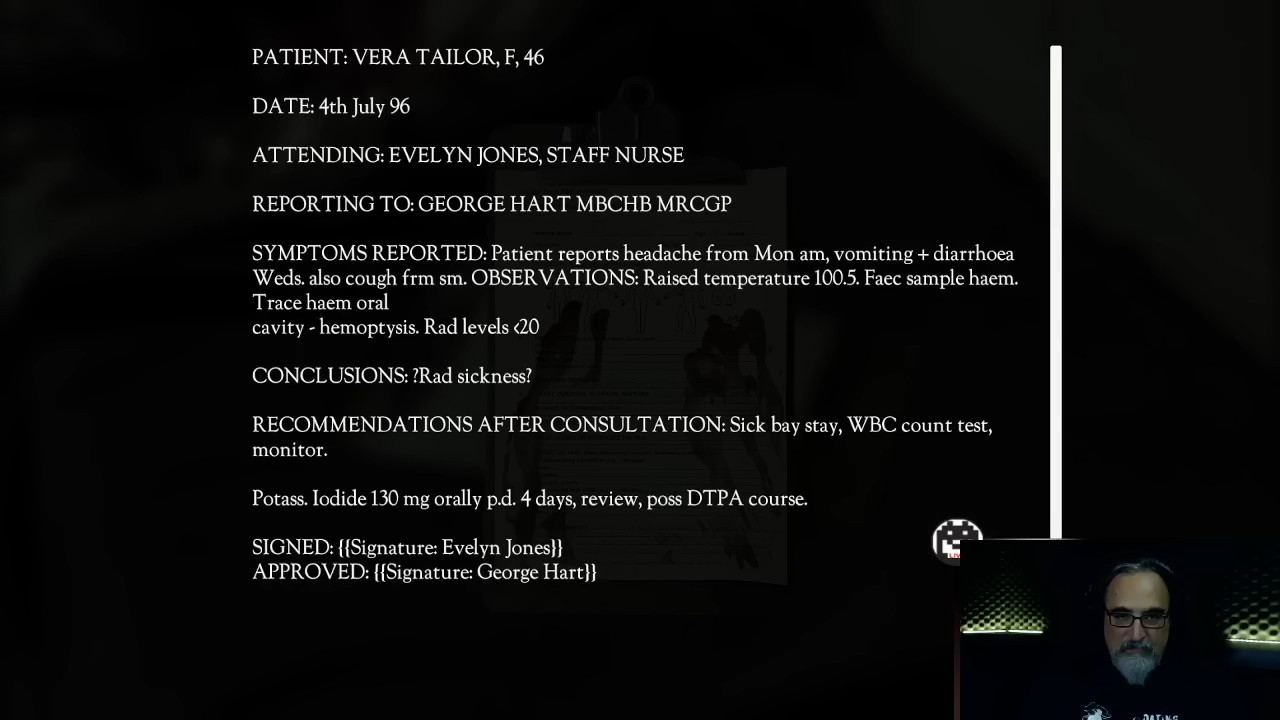 PATIENT: VERA TAILOR, F, 46
DATE: 4th July 96
ATTENDING: EVELYN JONES, STAFF NURSE
REPORTING TO: GEORGE HART MBCHB MRCGP
SYMPTOMS REPORTED: Patient reports headache from Mon am, vomiting + diarrhoea
Weds. also cough frm sm. OBSERVATIONS: Raised temperature 100.5. Faec sample haem.
Trace haem oral
cavity - hemoptysis. Rad levels <20
CONCLUSIONS: ?Rad sickness?
RECOMMENDATIONS AFTER CONSULTATION: Sick bay stay, WBC count test,
monitor.
Potass. Iodide 130 mg orally p.d. 4 days, review, poss DTPA course.
SIGNED: {{Signature: Evelyn Jones}}
APPROVED: {{Signature: George Hart}}